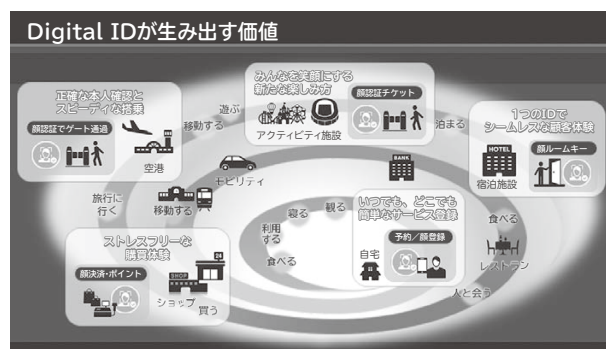 Digital IDが生み出す価値
正確な本人確認と
スピーディな搭乗
顔認証でゲート通過
空港
移動する
遊ぶ
みんなを笑顔にする
新たな楽しみ方
アクティビティ施設
顔認証チケット
泊まる
1つのIDで
シームレスな顧客体験
HOTEL
宿泊施設
顔ルームキー
モビリティ
BANK
旅行に
行く
移動する
寝る
観る
利用
する
食べる
いつでも、どこでも
簡単なサービス登録
自宅
予約/顔登録
食べる
レストラン
人と会う
ストレスフリーな
購買体験
顔決済・ポイント
SHOP
24
ショップ
買う